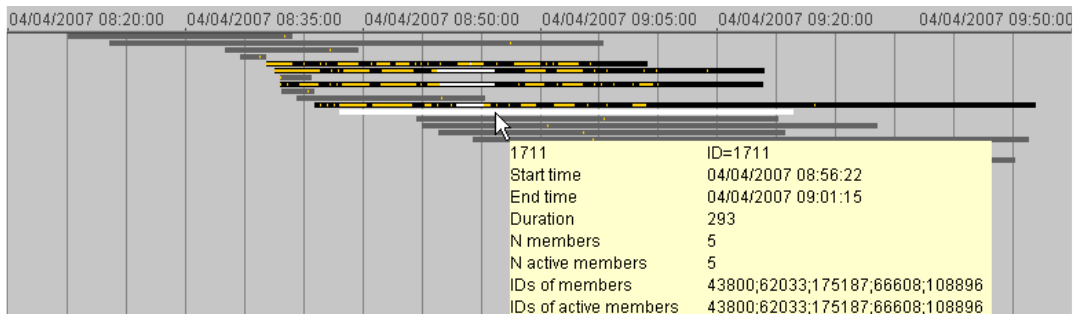 04/04/2007 08:20:00 04/04/2007 08:35:00 04/04/2007 08:50:00 04/04/2007 09:05:00 04/04/2007 09:20:00 04/04/2007 09:50:00
1711 ID=1711
Start time 04/04/2007 08:56:22
End time 04/04/2007 09:01:15
Duration 293
N members 5
N active members 5
IDs of members 43800;62033;175187;66608;108896
IDs of active members 43800;62033;175187;66608;108896